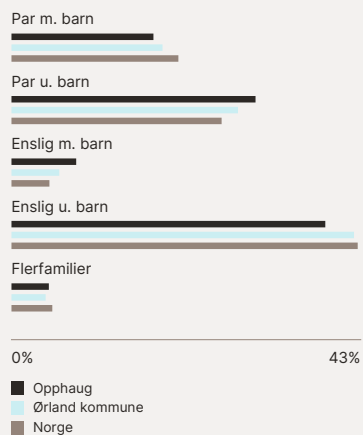 Par m. barn
Par u. barn
Enslig m. barn
Enslig u. barn
Flerfamilier
0% 43%
Opphaug
Ørland kommune
Norge